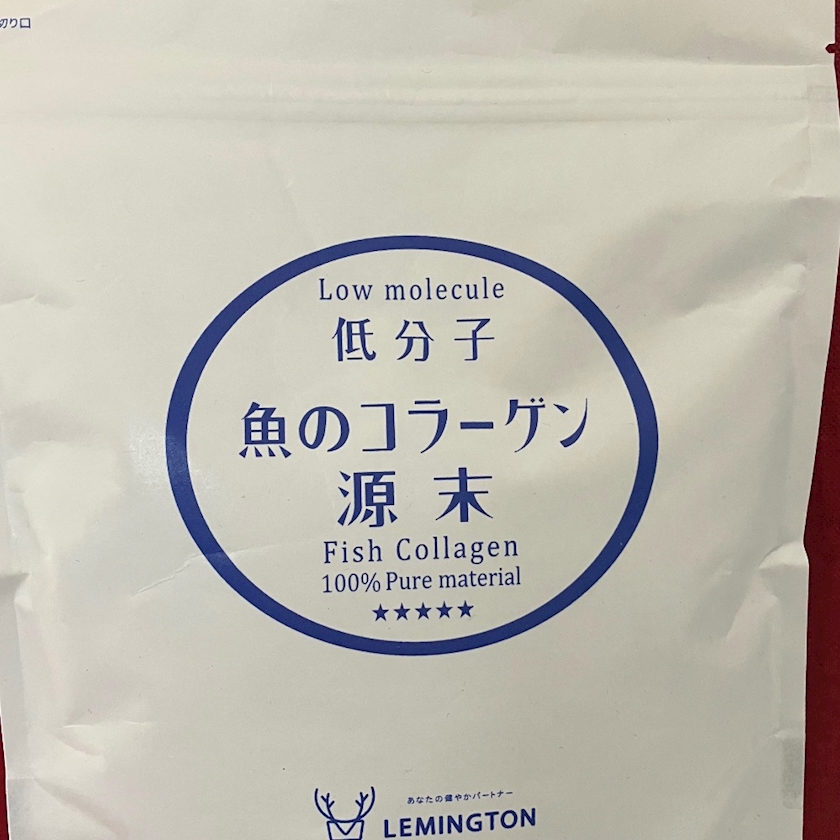 切り口
Low molecule
低分子
魚のコラーゲン
源末
Fish Collagen
100% Pure material
★★★★★
あなたの健やかパートナー
LEMINGTON